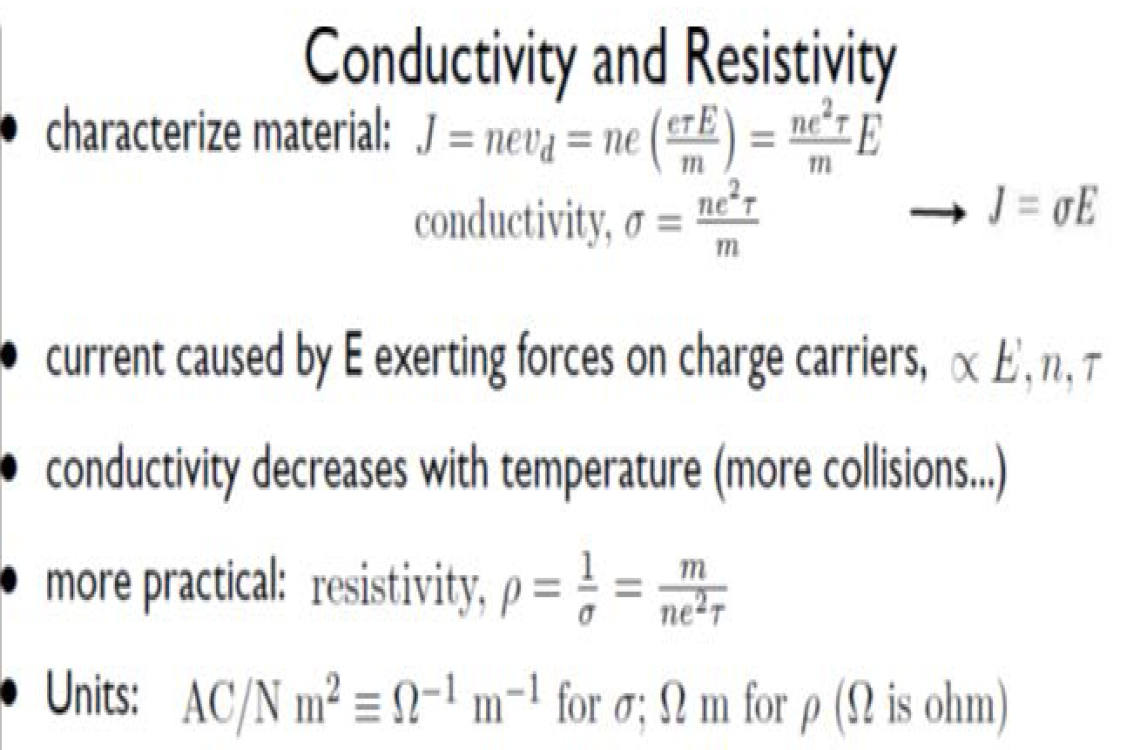 Conductivity and Resistivity
• characterize material: J = nev_d = ne (eτE/m) = ne²τ/m E
conductivity, σ = ne²τ/m → J = σE
• current caused by E exerting forces on charge carriers, ∝ E, n, τ
• conductivity decreases with temperature (more collisions...)
• more practical: resistivity, ρ = 1/σ = m/ne²τ
• Units: AC/N m² ≡ Ω⁻¹ m⁻¹ for σ; Ω m for ρ (Ω is ohm)